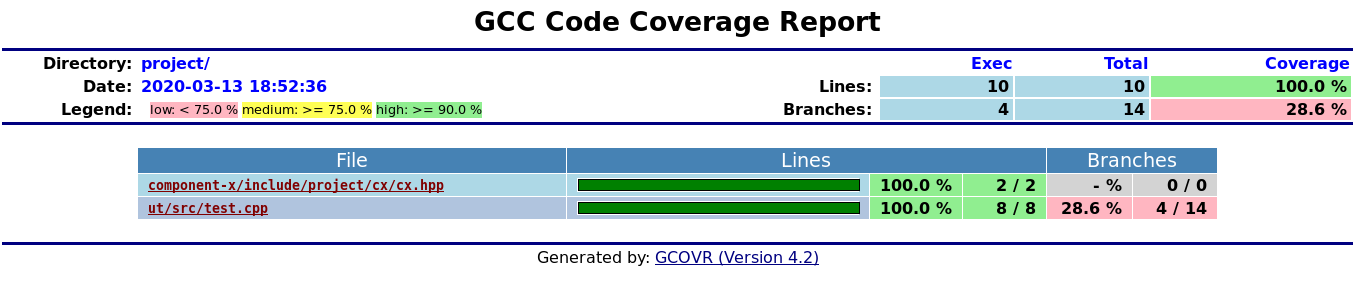 GCC Code Coverage Report
Directory: project/ Exec Total Coverage
Date: 2020-03-13 18:52:36 Lines: 10 10 100.0 %
Legend: low: < 75.0 % medium: >= 75.0 % high: >= 90.0 % Branches: 4 14 28.6 %
File Lines Branches
component-x/include/project/cx/cx.hpp 100.0 % 2 / 2 - % 0 / 0
ut/src/test.cpp 100.0 % 8 / 8 28.6 % 4 / 14
Generated by: GCOVR (Version 4.2)